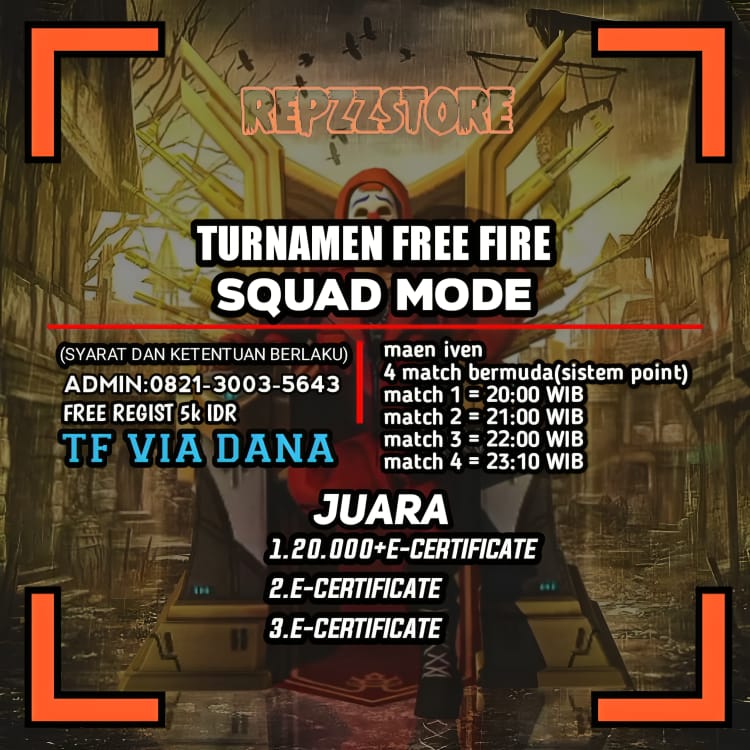 REPZZSTORE
TURNAMEN FREE FIRE
SQUAD MODE
(SYARAT DAN KETENTUAN BERLAKU)
ADMIN:0821-3003-5643
FREE REGIST 5k IDR
TF VIA DANA
maen iven
4 match bermuda(sistem point)
match 1 = 20:00 WIB
match 2 = 21:00 WIB
match 3 = 22:00 WIB
match 4 = 23:10 WIB
JUARA
1.20.000+E-CERTIFICATE
2.E-CERTIFICATE
3.E-CERTIFICATE